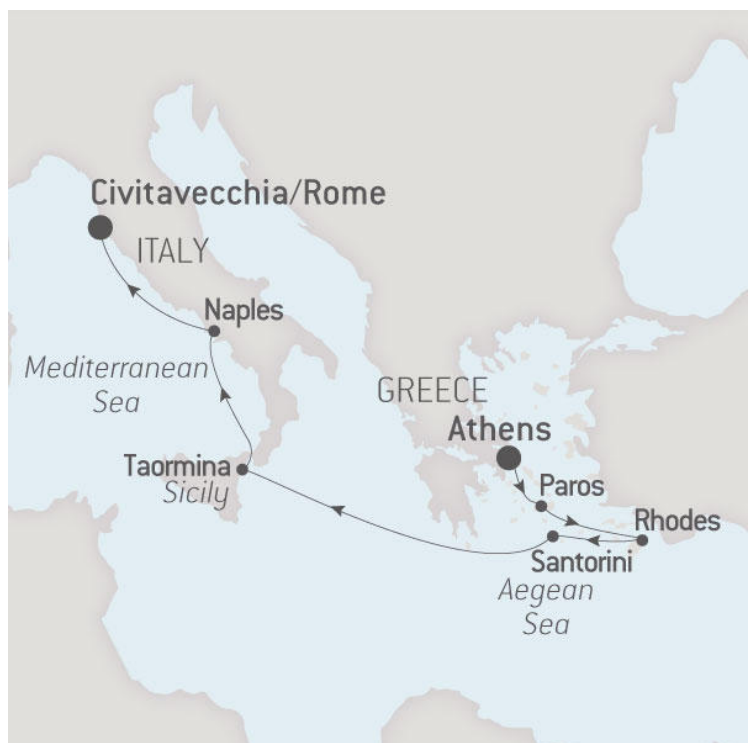 Civitavecchia/Rome
ITALY
Naples
Mediterranean
Sea
GREECE
Athens
Taormina
Sicily
Paros
Rhodes
Santorini
Aegean
Sea